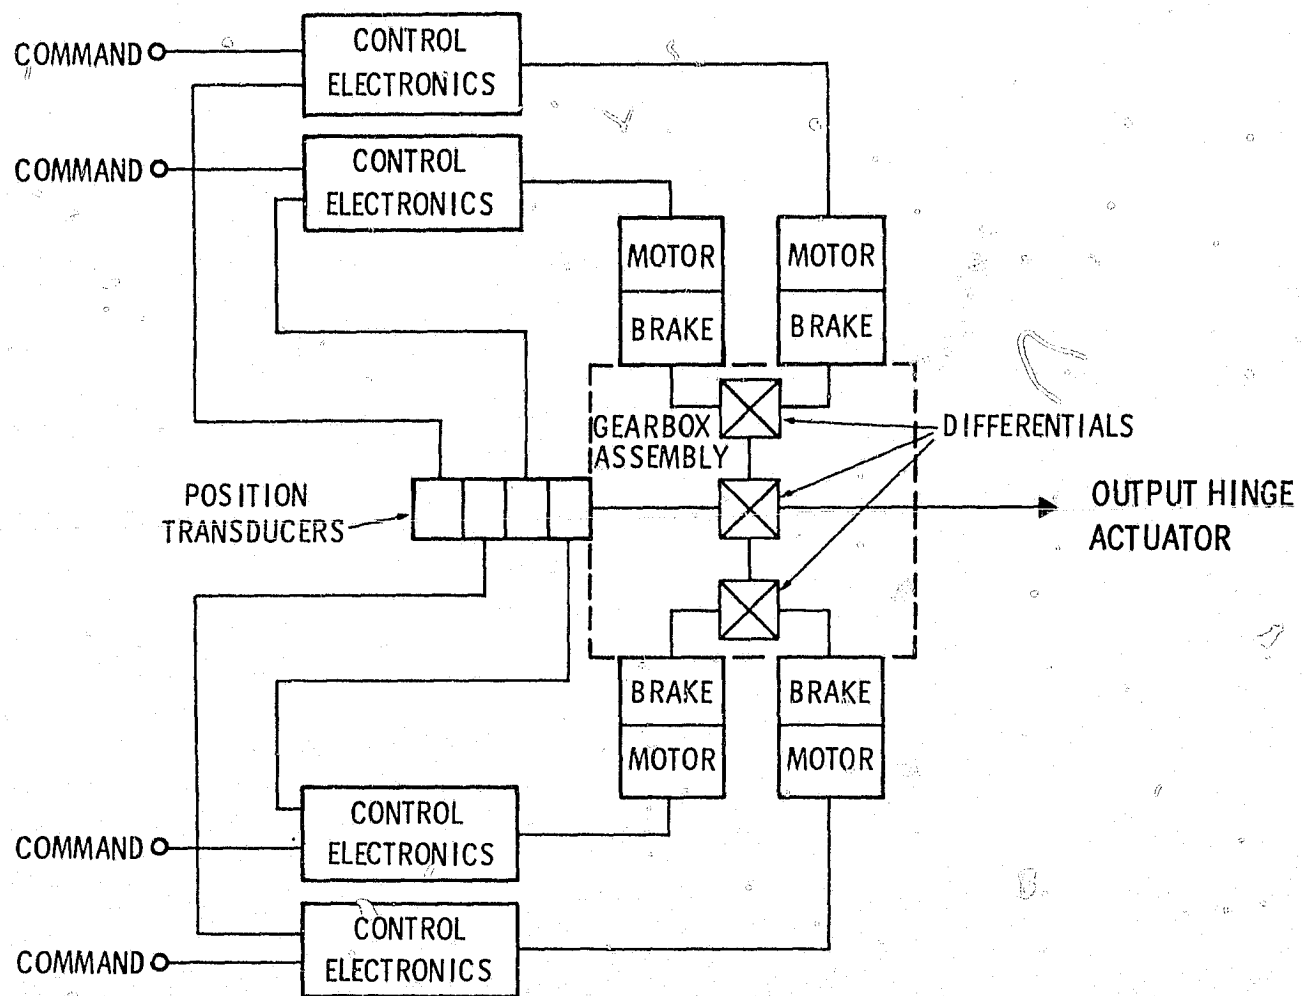 COMMAND
CONTROL
ELECTRONICS
COMMAND
CONTROL
ELECTRONICS
MOTOR
MOTOR
BRAKE
BRAKE
GEARBOX
ASSEMBLY
DIFFERENTIALS
POSITION
TRANSDUCERS
OUTPUT HINGE
ACTUATOR
BRAKE
BRAKE
MOTOR
MOTOR
COMMAND
CONTROL
ELECTRONICS
COMMAND
CONTROL
ELECTRONICS